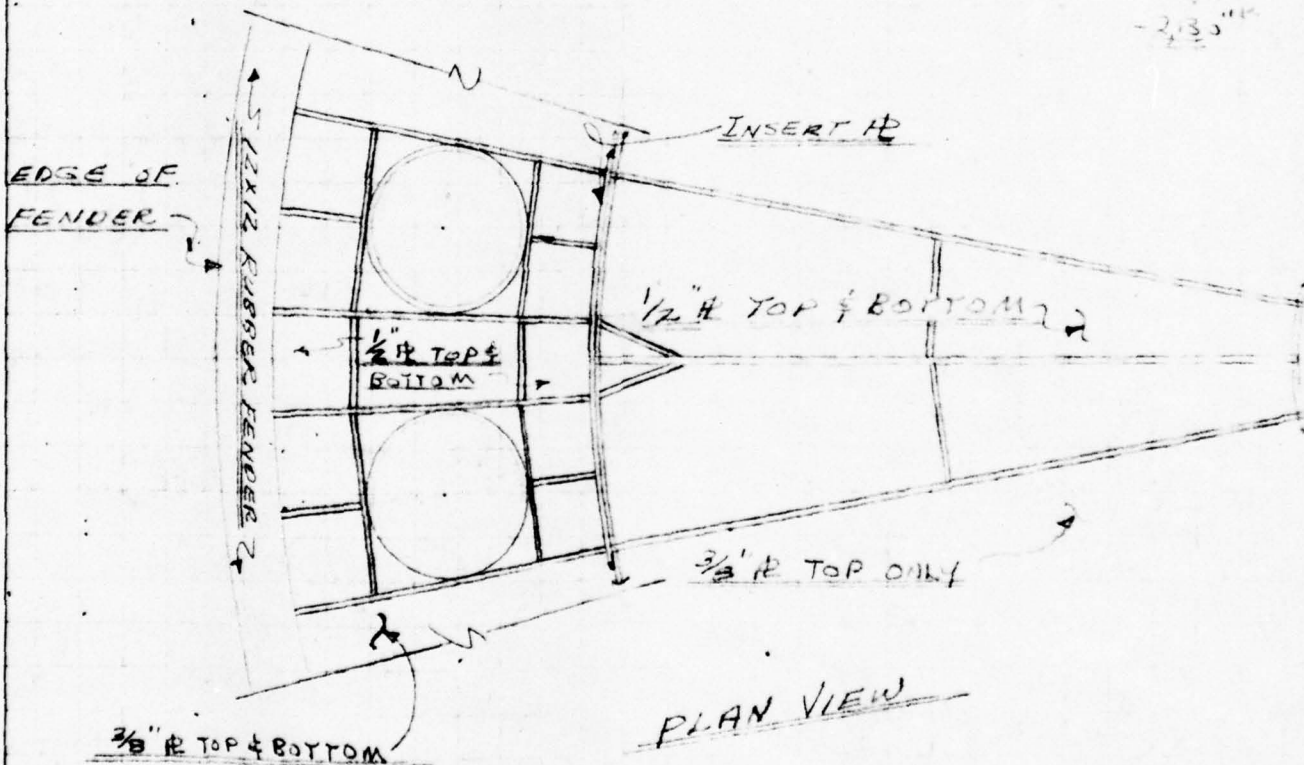 INSERT ℙL
EDGE OF
FENDER
12X12 RUBBER FENDER
1/2" ℙL TOP & BOTTOM
1/2" ℙL TOP &
BOTTOM
3/8" ℙL TOP ONLY
PLAN VIEW
3/8" ℙL TOP & BOTTOM